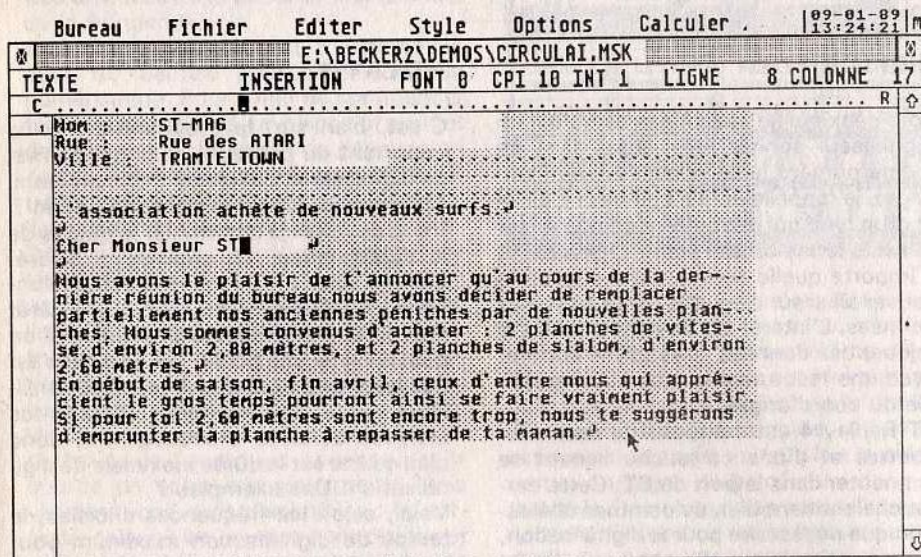 Bureau Fichier Editer Style Options Calculer 09-01-89
13:24:21
E:\BECKER2\DEMOS\CIRCULAI.MSK
TEXTE INSERTION FONT 0 CPI 10 INT 1 LIGNE 8 COLONNE 17
C R
Nom : ST-MAG
Rue : Rue des ATARI
Ville : TRAMIELTOWN
L'association achète de nouveaux surfs.
Cher Monsieur ST
Nous avons le plaisir de t'annoncer qu'au cours de la der-
nière réunion du bureau nous avons décider de remplacer
partiellement nos anciennes péniches par de nouvelles plan-
ches. Nous sommes convenus d'acheter : 2 planches de vites-
se d'environ 2,80 mètres, et 2 planches de slalom, d'environ
2,60 mètres.
En début de saison, fin avril, ceux d'entre nous qui appré-
cient le gros temps pourront ainsi se faire vraiment plaisir.
Si pour toi 2,60 mètres sont encore trop, nous te suggérons
d'emprunter la planche à repasser de ta maman.